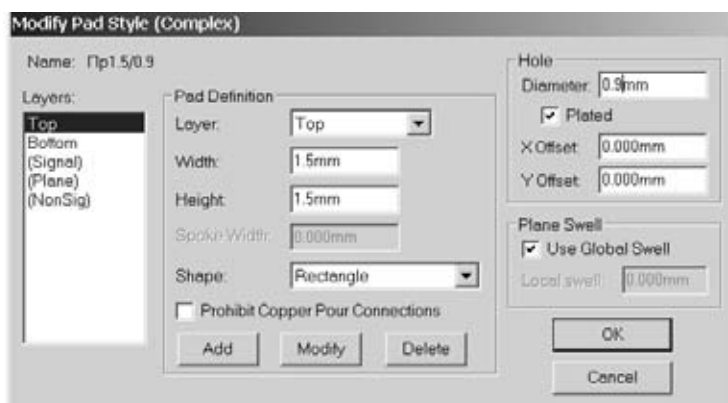 Modify Pad Style (Complex)
Name: Пр1.5/0.9
Layers:
Top
Bottom
(Signal)
(Plane)
(NonSig)
Pad Definition
Layer: Top
Width: 1.5mm
Height: 1.5mm
Spoke Width: 0.000mm
Shape: Rectangle
Prohibit Copper Pour Connections
Add Modify Delete
Hole
Diameter: 0.9mm
Plated
X Offset: 0.000mm
Y Offset: 0.000mm
Plane Swell
Use Global Swell
Local swell: 0.000mm
OK
Cancel